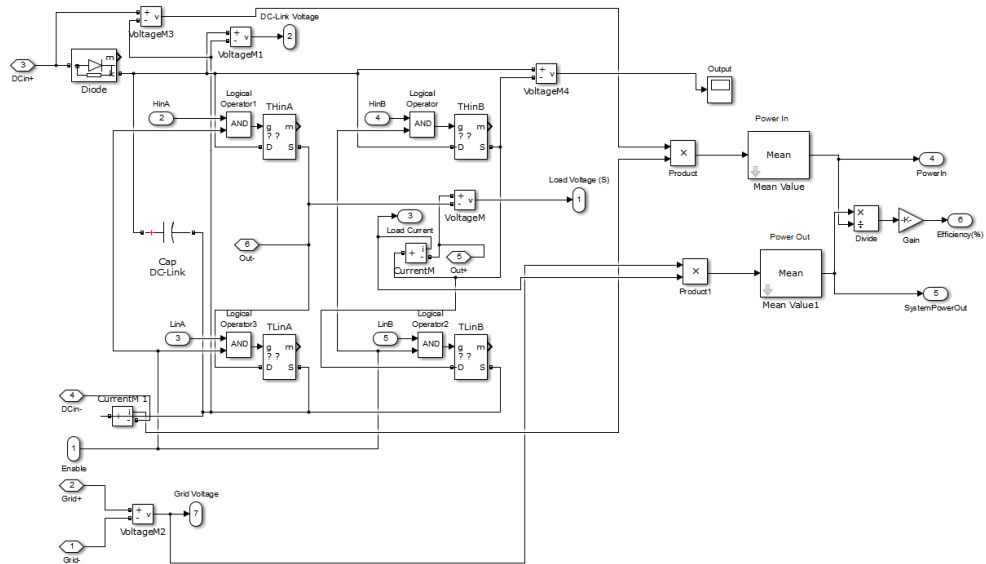 DC-Link Voltage
+
-
v
VoltageM3
+
-
v
VoltageM1
2
3
DCin+
m
k
Diode
+
-
v
VoltageM4
Output
HinA
2
Logical
Operator1
AND
THinA
g
m
? ?
D
S
HinB
4
Logical
Operator
AND
THinB
g
m
? ?
D
S
Power In
×
Product
Mean
Mean Value
4
PowerIn
Load Voltage (S)
1
+
-
v
VoltageM
3
Load Current
+
i
-
CurrentM
5
Out+
6
Out-
+
Cap
DC-Link
×
÷
Divide
-K-
Gain
6
Efficiency(%)
Power Out
×
Product1
Mean
Mean Value1
5
SystemPowerOut
LinA
3
Logical
Operator3
AND
TLinA
g
m
? ?
D
S
LinB
5
Logical
Operator2
AND
TLinB
g
m
? ?
D
S
4
DCin-
CurrentM 1
+
i
-
1
Enable
2
Grid+
Grid Voltage
+
-
v
VoltageM2
7
1
Grid-